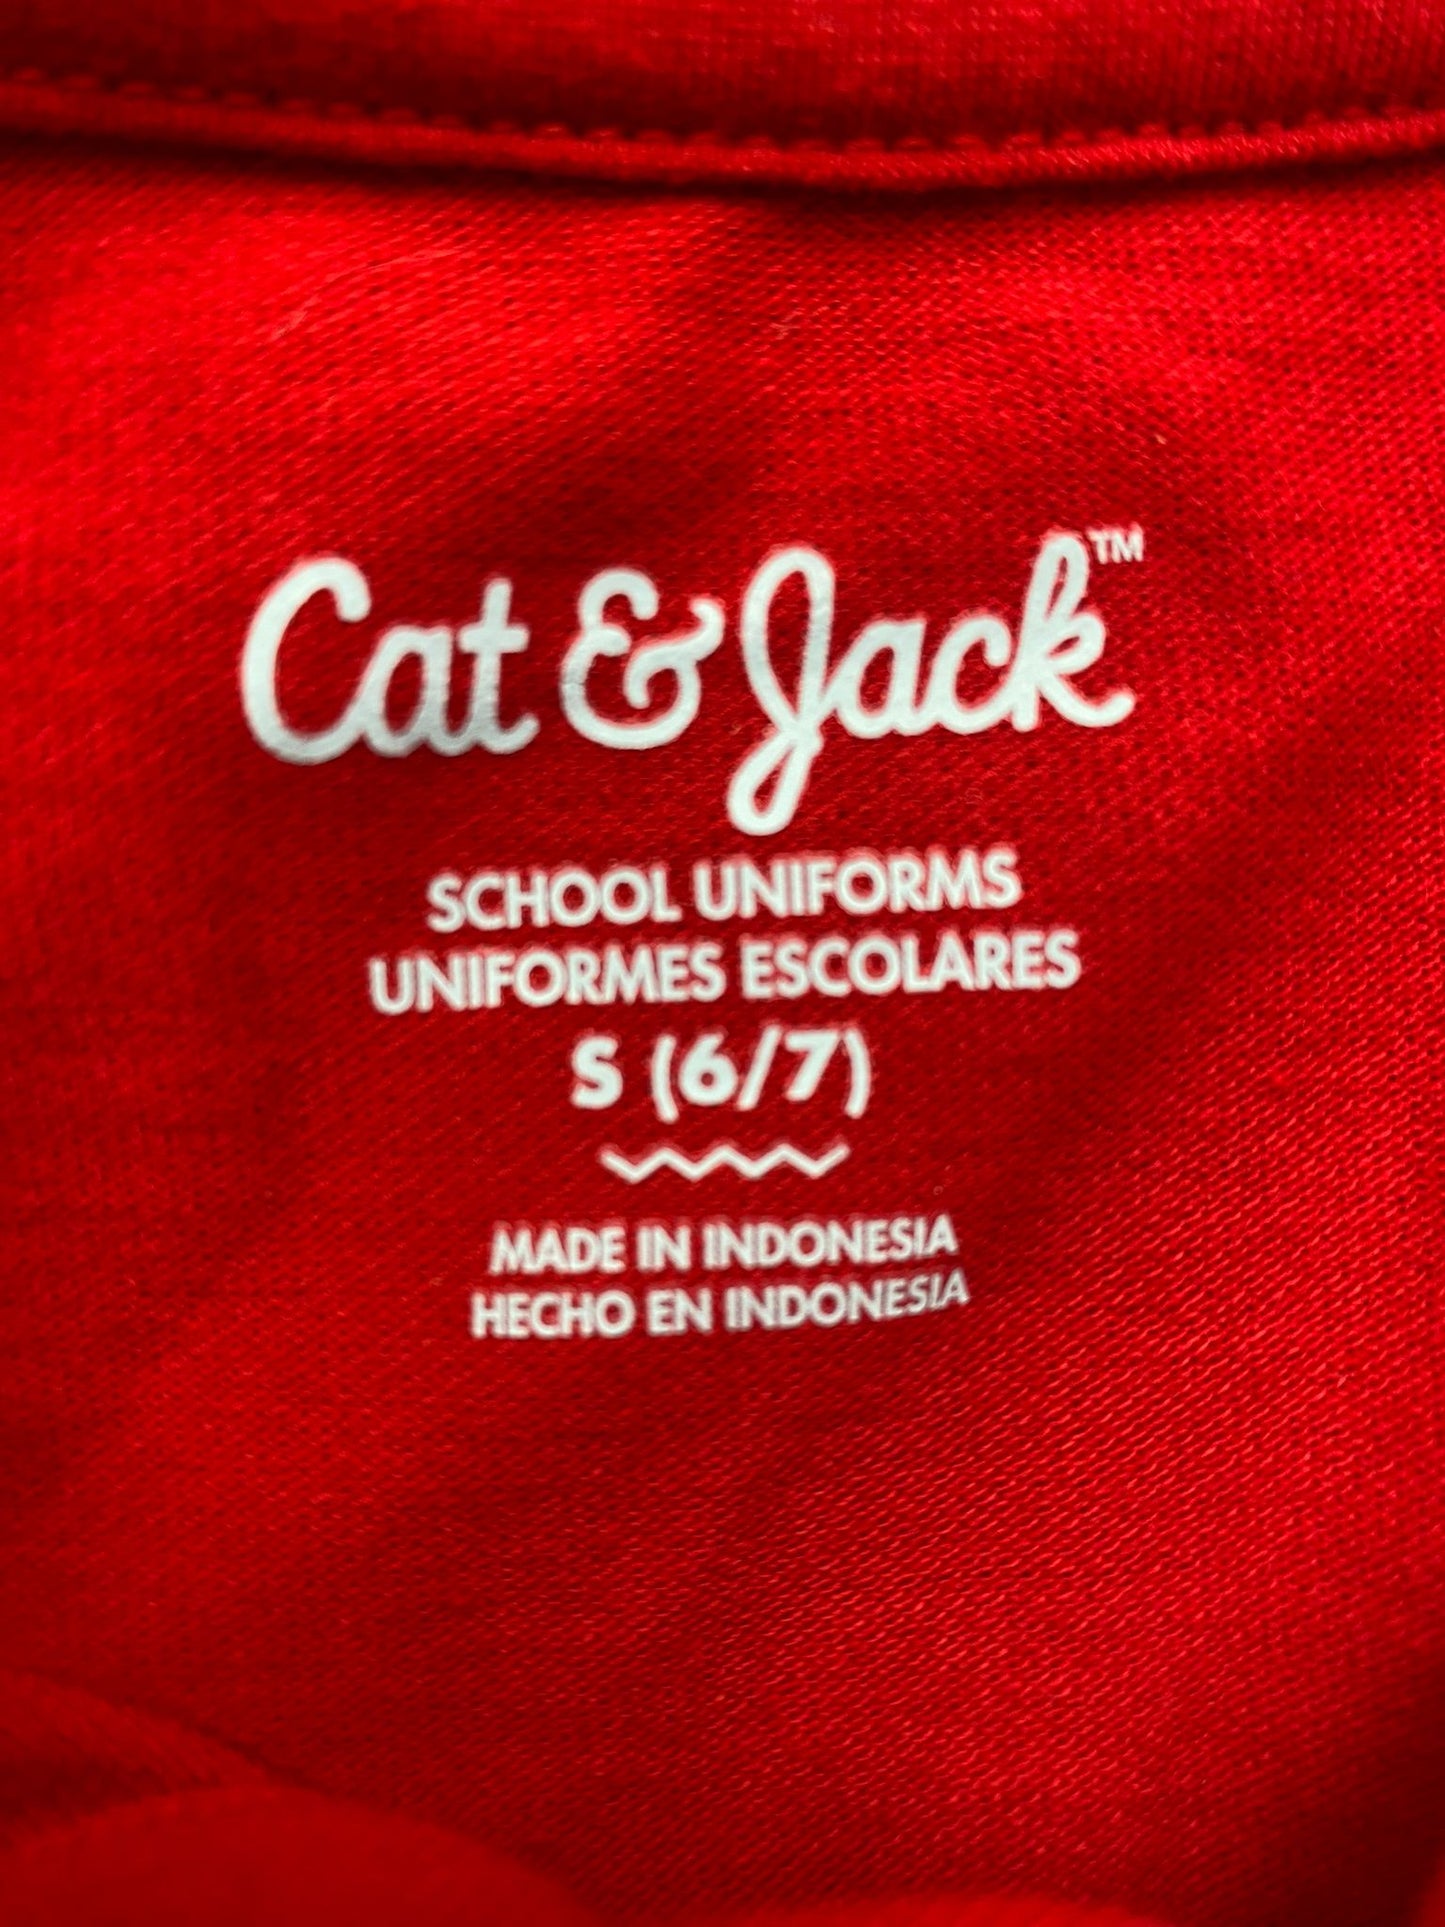 Cat & Jack™
SCHOOL UNIFORMS
UNIFORMES ESCOLARES
S (6/7)
MADE IN INDONESIA
HECHO EN INDONESIA